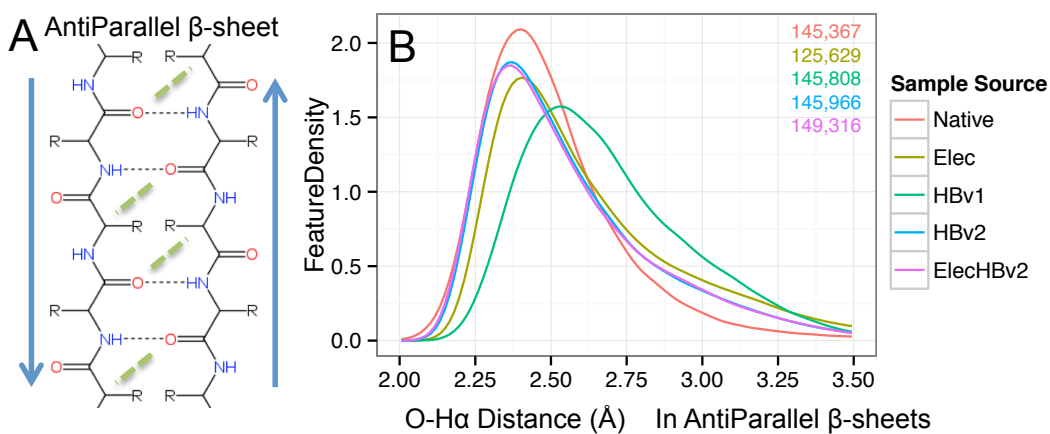 A AntiParallel β-sheet
R R
HN O
O HN
R R
NH O
O NH
R R
HN O
O HN
R R
NH O
O NH
R R
B
FeatureDensity
2.0
1.5
1.0
0.5
0.0
145,367
125,629
145,808
145,966
149,316
2.00 2.25 2.50 2.75 3.00 3.25 3.50
O-Hα Distance (Å) In AntiParallel β-sheets
Sample Source
Native
Elec
HBv1
HBv2
ElecHBv2